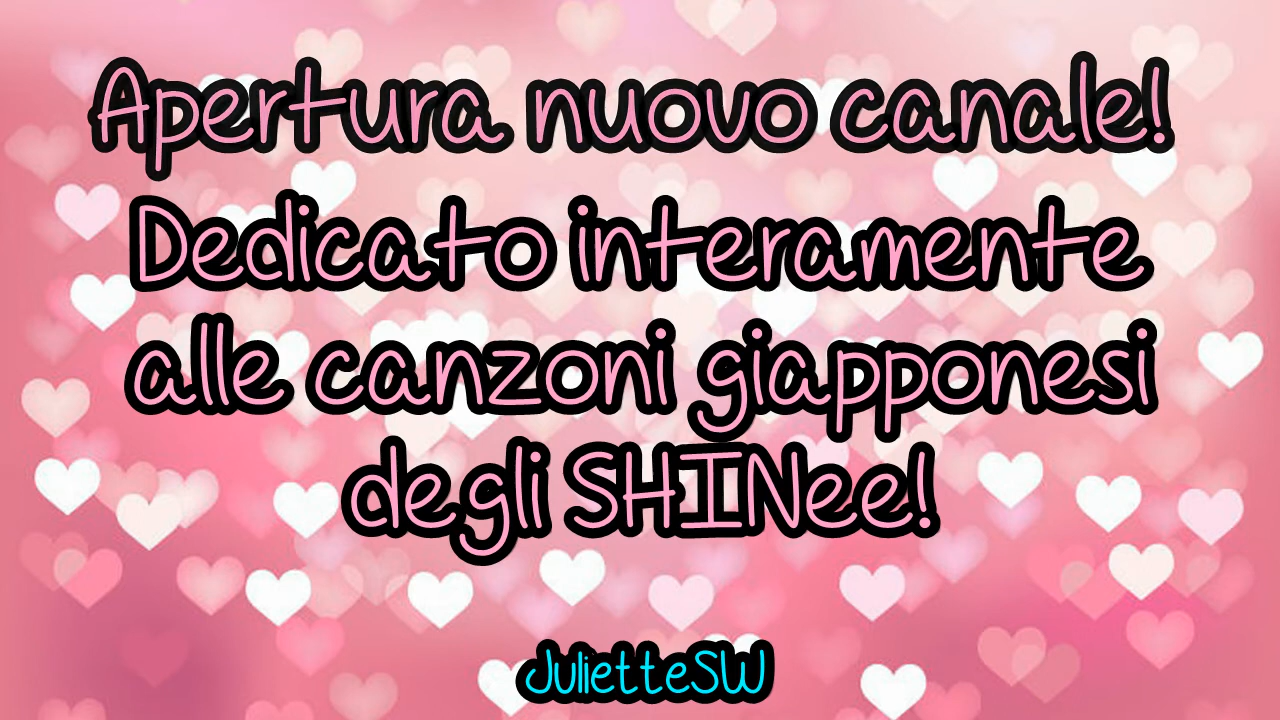 Apertura nuovo canale!
Dedicato interamente
alle canzoni giapponesi
degli SHINee!
JulietteSW